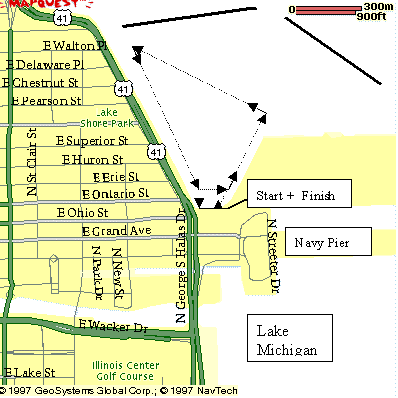 MAPQUEST
300m
900ft
41
E Walton Pl
E Delaware Pl
E Chestnut St
E Pearson St
41
Lake
Shore Park
41
E Superior St
E Huron St
E Erie St
E Ontario St
E Ohio St
E Grand Ave
N St Clair St
N Park Dr
N New St
N George S Halas Dr
N Streeter Dr
Start + Finish
Navy Pier
E Wacker Dr
Lake
Michigan
Illinois Center
Golf Course
E Lake St
© 1997 GeoSystems Global Corp.; © 1997 NavTech